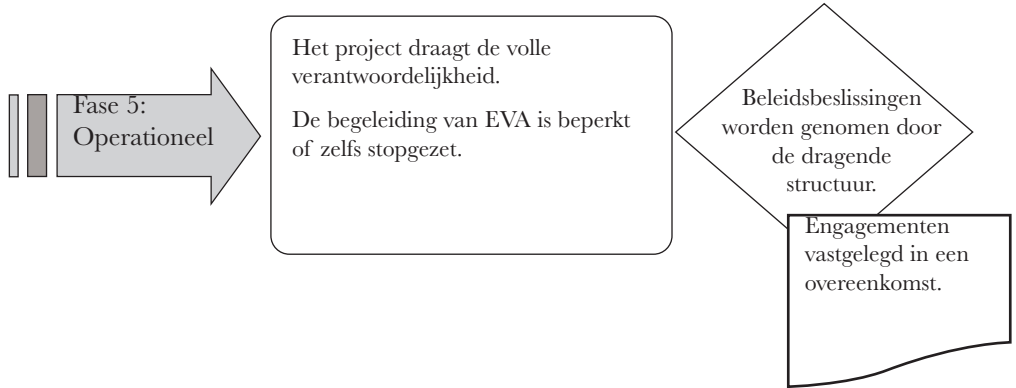 Fase 5:
Operationeel
Het project draagt de volle
verantwoordelijkheid.
De begeleiding van EVA is beperkt
of zelfs stopgezet.
Beleidsbeslissingen
worden genomen door
de dragende
structuur.
Engagementen
vastgelegd in een
overeenkomst.